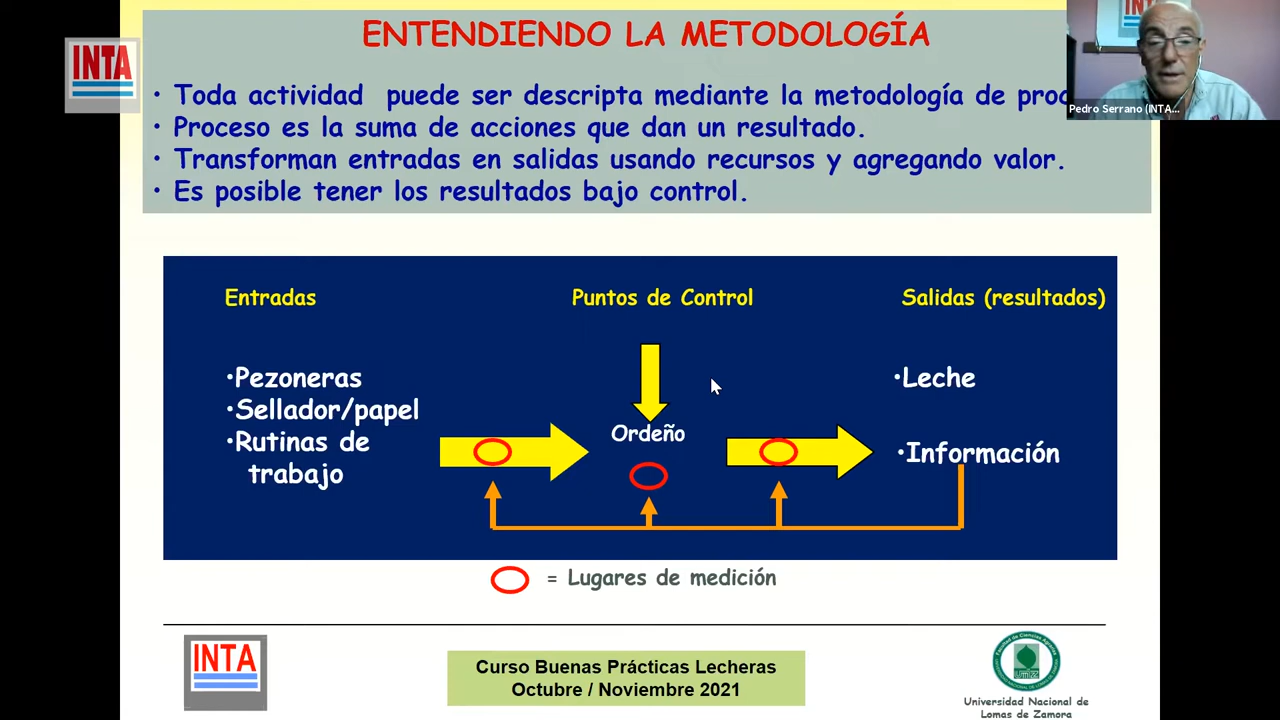 ENTENDIENDO LA METODOLOGÍA
INTA
INTA
• Toda actividad puede ser descripta mediante la metodología de
Pedro Serrano (INTA...
• Proceso es la suma de acciones que dan un resultado.
• Transforman entradas en salidas usando recursos y agregando valor.
• Es posible tener los resultados bajo control.
Entradas
Puntos de Control
Salidas (resultados)
•Pezoneras
•Sellador/papel
•Rutinas de
trabajo
Ordeño
•Leche
•Información
= Lugares de medición
INTA
Curso Buenas Prácticas Lecheras
Octubre / Noviembre 2021
Universidad Nacional de
Lomas de Zamora